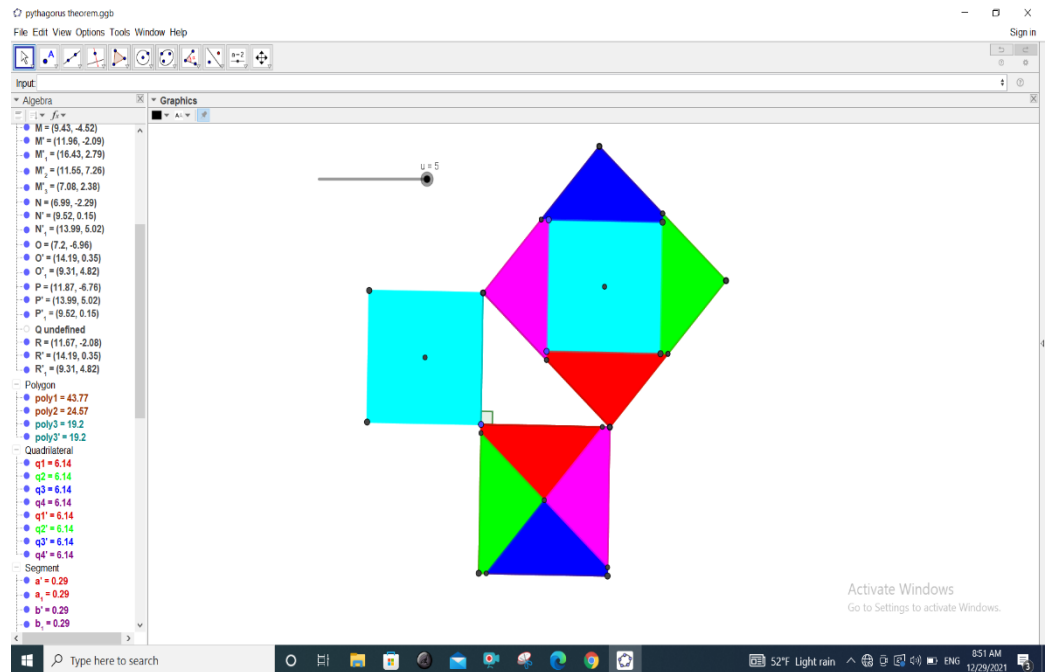 pythagorus theorem.ggb
File Edit View Options Tools Window Help
Sign in
Input:
Algebra
Graphics
M = (9.43, -4.52)
M' = (11.96, -2.09)
M'₁ = (16.43, 2.79)
M'₂ = (11.55, 7.26)
M'₃ = (7.08, 2.38)
N = (6.99, -2.29)
N' = (9.52, 0.15)
N'₁ = (13.99, 5.02)
O = (7.2, -6.96)
O' = (14.19, 0.35)
O'₁ = (9.31, 4.82)
P = (11.87, -6.76)
P' = (13.99, 5.02)
P'₁ = (9.52, 0.15)
Q undefined
R = (11.67, -2.08)
R' = (14.19, 0.35)
R'₁ = (9.31, 4.82)
Polygon
poly1 = 43.77
poly2 = 24.57
poly3 = 19.2
poly3' = 19.2
Quadrilateral
q1 = 6.14
q2 = 6.14
q3 = 6.14
q4 = 6.14
q1' = 6.14
q2' = 6.14
q3' = 6.14
q4' = 6.14
Segment
a' = 0.29
a₁ = 0.29
b' = 0.29
b₁ = 0.29
u = 5
Activate Windows
Go to Settings to activate Windows.
Type here to search
52°F Light rain
ENG
8:51 AM
12/29/2021